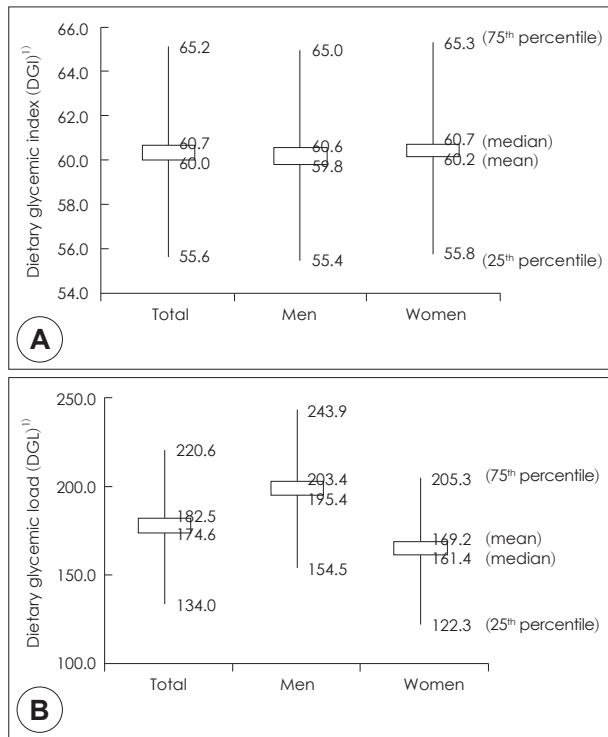 Dietary glycemic index (DGI)1)
66.0
64.0
62.0
60.0
58.0
56.0
54.0
65.2
60.7
60.0
55.6
65.0
60.6
59.8
55.4
65.3 (75th percentile)
60.7 (median)
60.2 (mean)
55.8 (25th percentile)
Total Men Women
A
Dietary glycemic load (DGL)1)
250.0
200.0
150.0
100.0
220.6
182.5
174.6
134.0
243.9
203.4
195.4
154.5
205.3 (75th percentile)
169.2 (mean)
161.4 (median)
122.3 (25th percentile)
Total Men Women
B